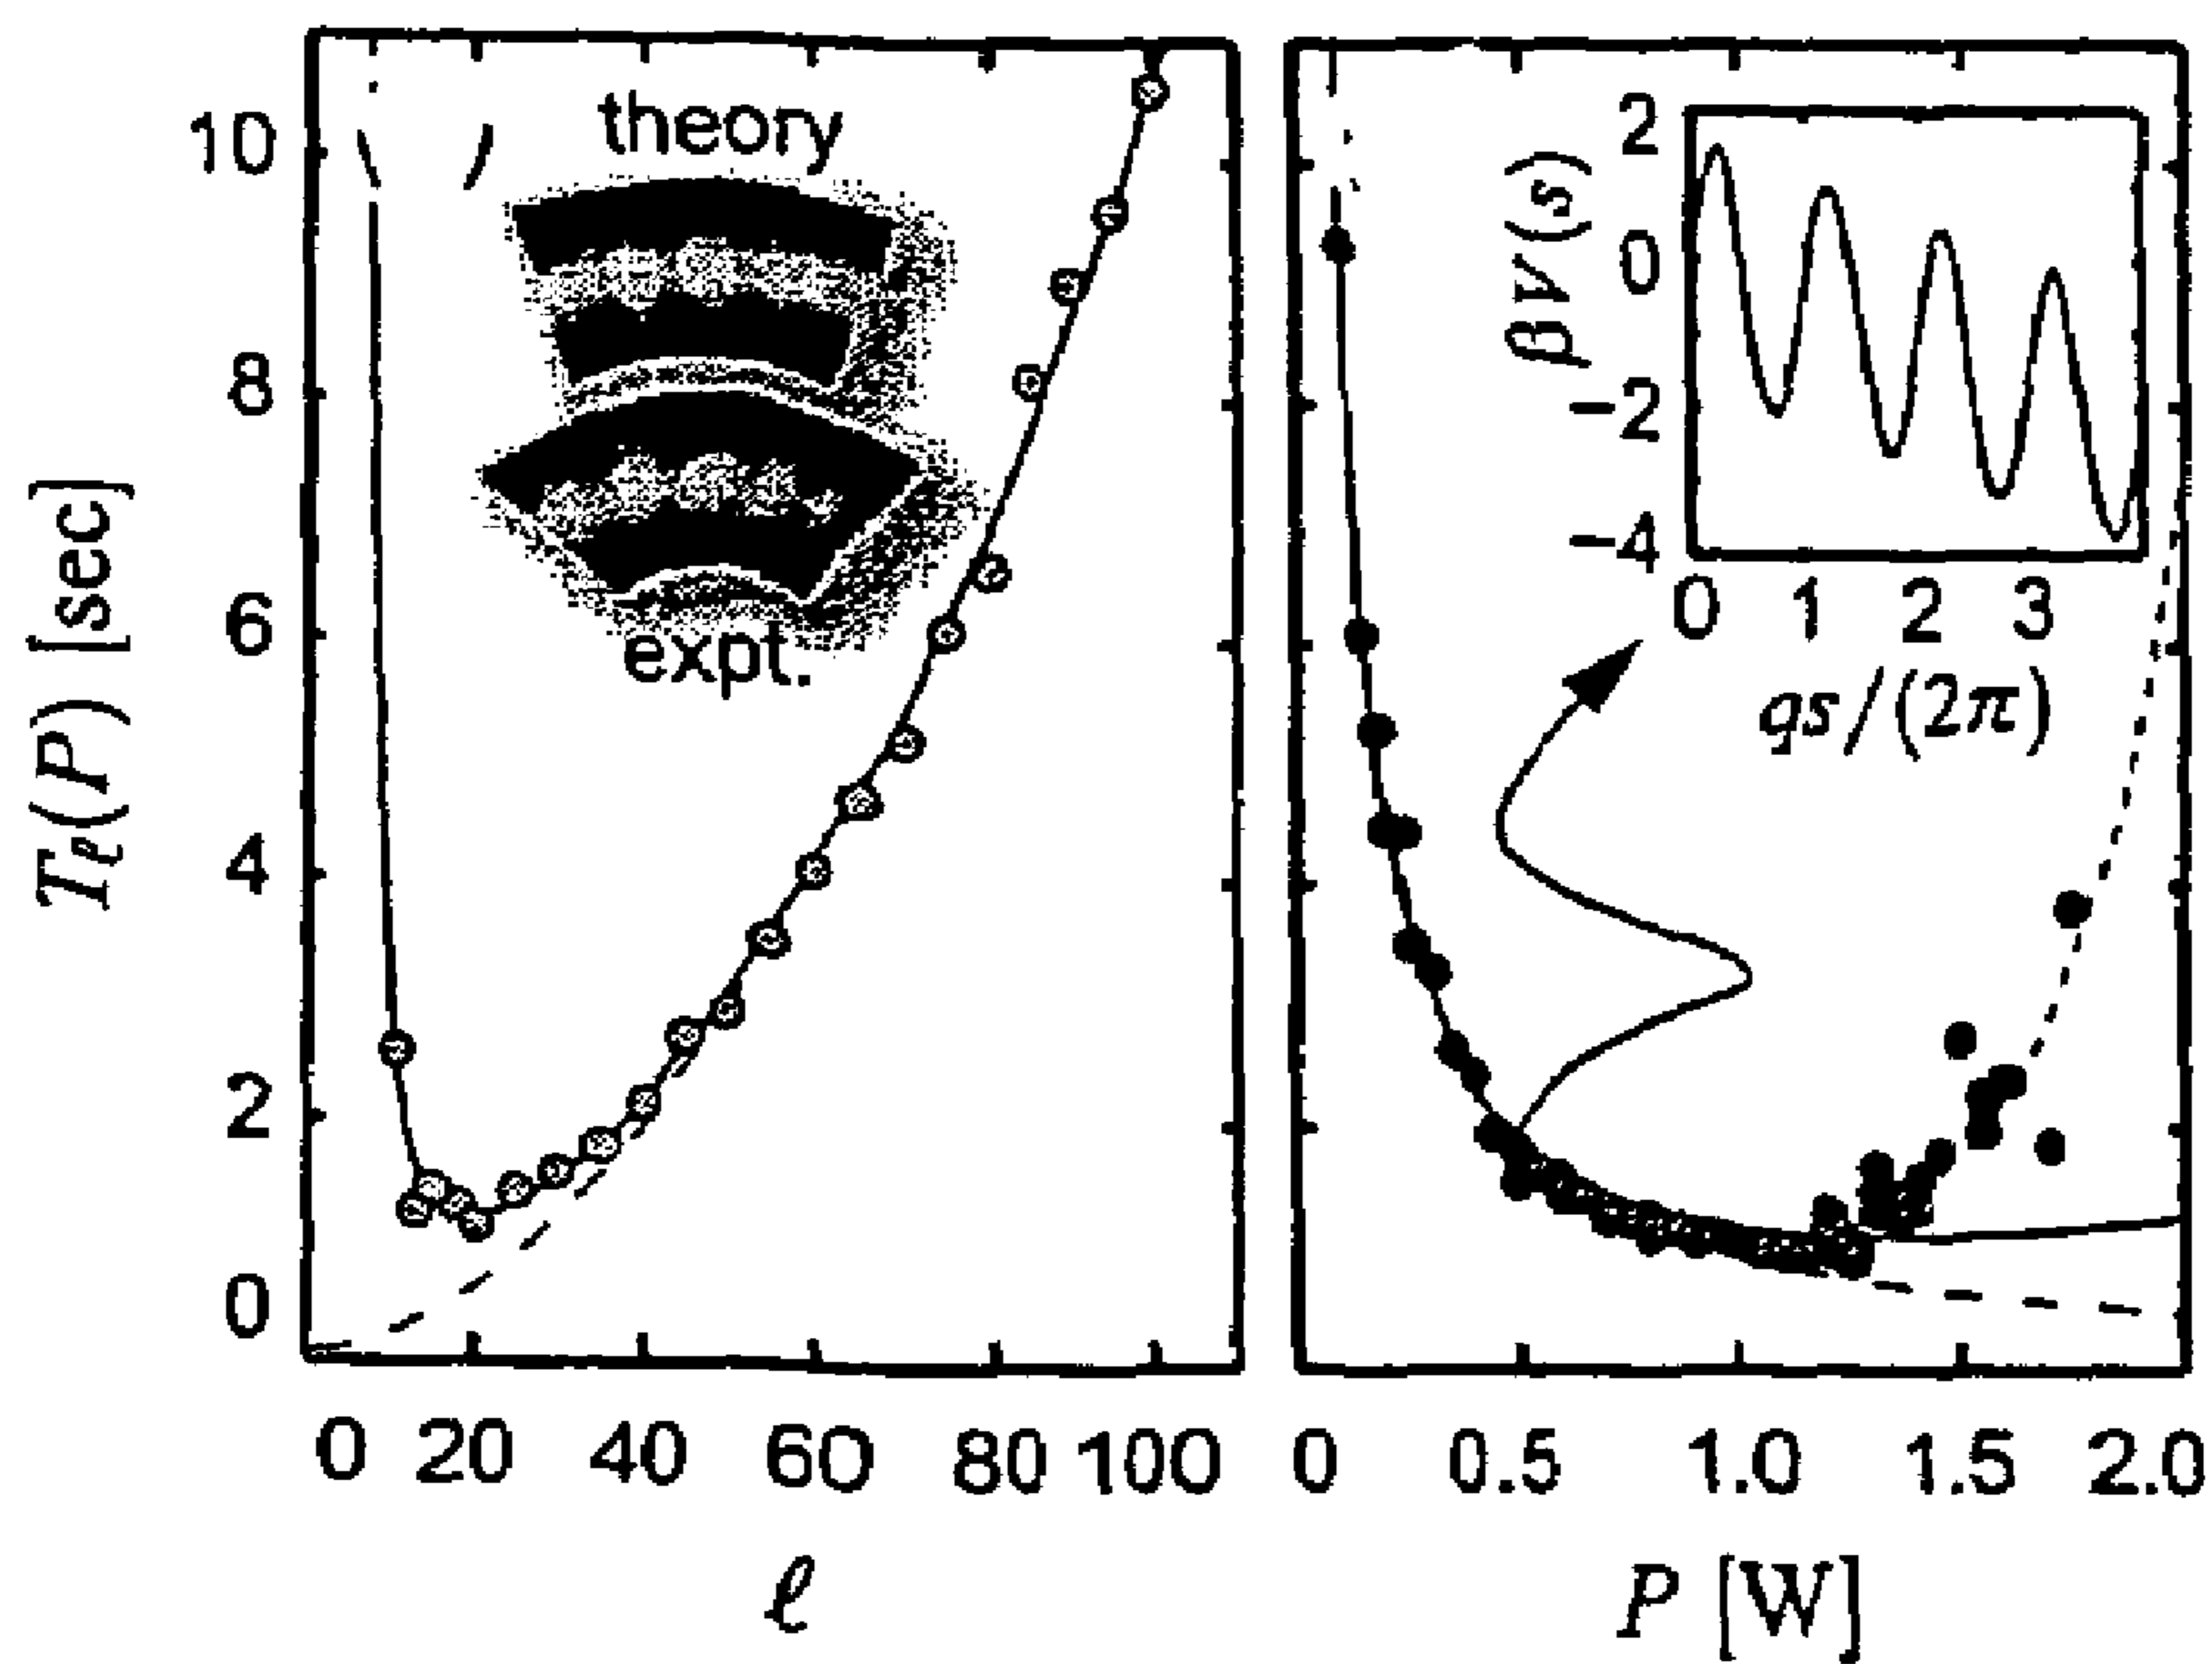 theory
expt.
10
8
6
4
2
0
Tℓ(P) [sec]
0 20 40 60 80 100
ℓ
2
0
−2
−4
βV(s)
0 1 2 3
qs/(2π)
0 0.5 1.0 1.5 2.0
P [W]